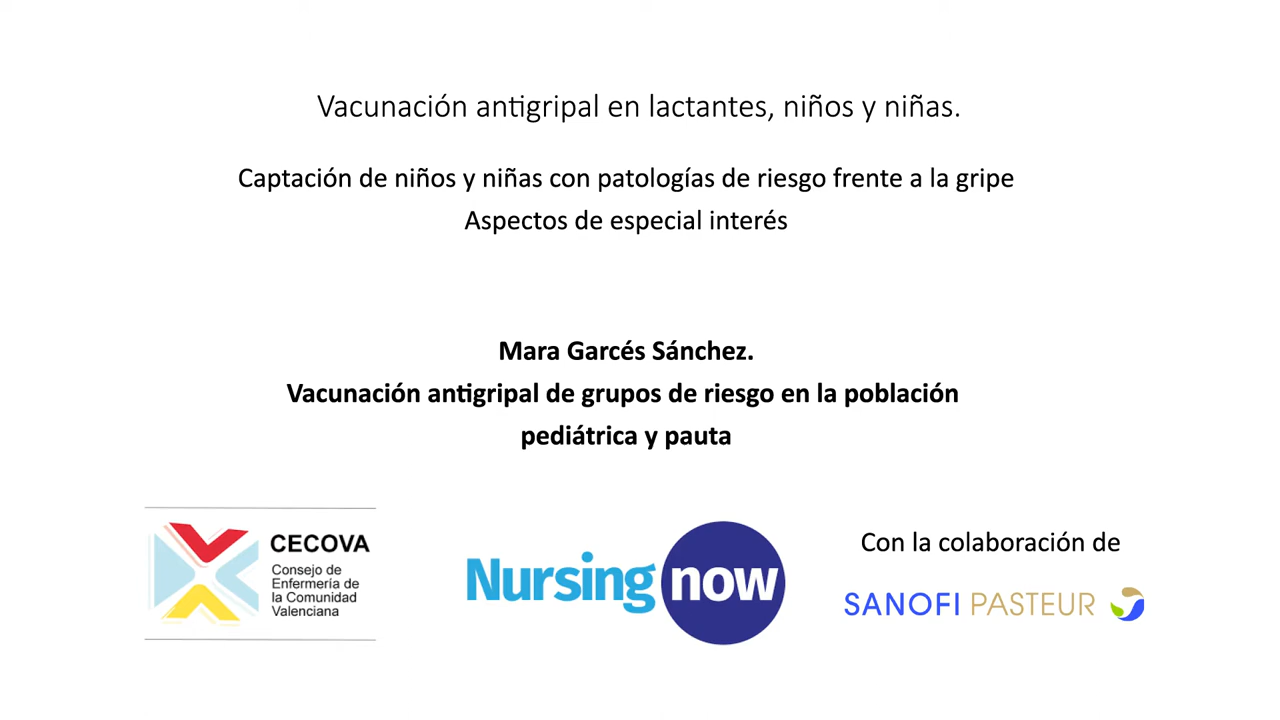 Vacunación antigripal en lactantes, niños y niñas.
Captación de niños y niñas con patologías de riesgo frente a la gripe
Aspectos de especial interés
Mara Garcés Sánchez.
Vacunación antigripal de grupos de riesgo en la población
pediátrica y pauta
CECOVA
Consejo de
Enfermería de
la Comunidad
Valenciana
Nursing now
Con la colaboración de
SANOFI PASTEUR